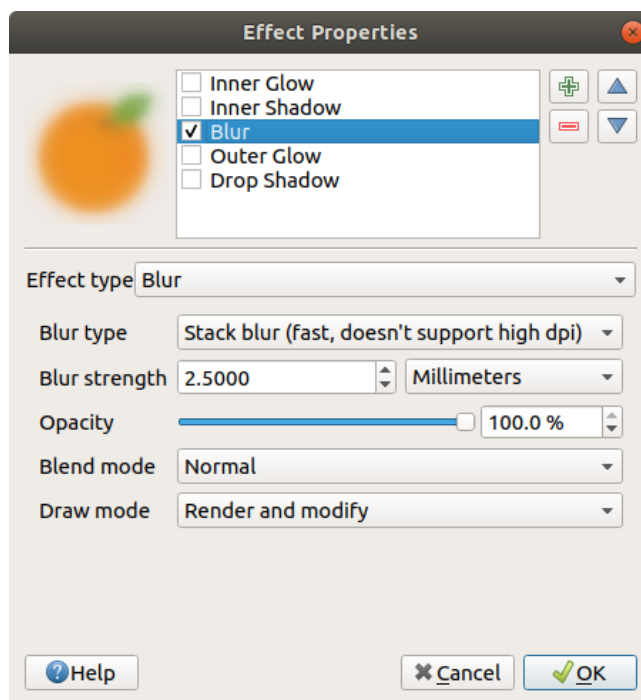 Effect Properties
Inner Glow
Inner Shadow
Blur
Outer Glow
Drop Shadow
Effect type Blur
Blur type Stack blur (fast, doesn't support high dpi)
Blur strength 2.5000 Millimeters
Opacity 100.0 %
Blend mode Normal
Draw mode Render and modify
Help Cancel OK